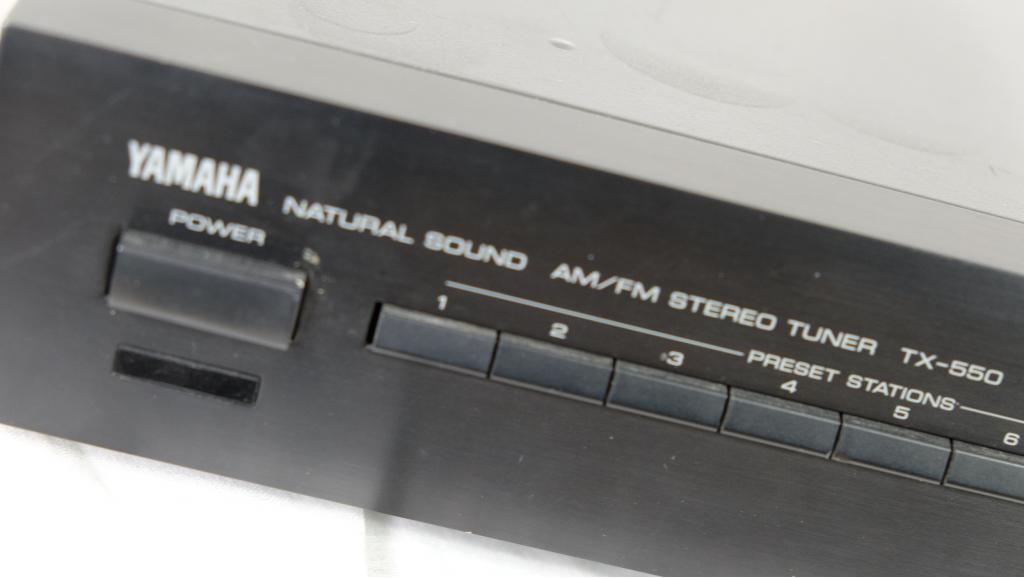 YAMAHA NATURAL SOUND AM/FM STEREO TUNER TX-550
POWER
PRESET STATIONS
1 2 3 4 5 6